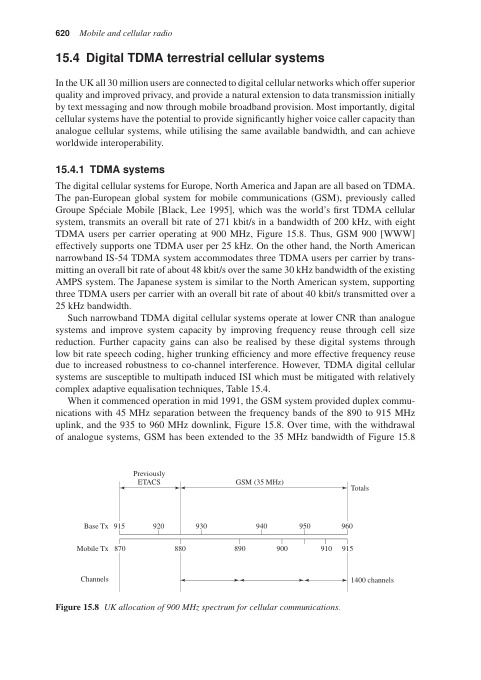 620 Mobile and cellular radio
15.4 Digital TDMA terrestrial cellular systems
In the UK all 30 million users are connected to digital cellular networks which offer superior
quality and improved privacy, and provide a natural extension to data transmission initially
by text messaging and now through mobile broadband provision. Most importantly, digital
cellular systems have the potential to provide significantly higher voice caller capacity than
analogue cellular systems, while utilising the same available bandwidth, and can achieve
worldwide interoperability.
15.4.1 TDMA systems
The digital cellular systems for Europe, North America and Japan are all based on TDMA.
The pan-European global system for mobile communications (GSM), previously called
Groupe Spéciale Mobile [Black, Lee 1995], which was the world's first TDMA cellular
system, transmits an overall bit rate of 271 kbit/s in a bandwidth of 200 kHz, with eight
TDMA users per carrier operating at 900 MHz, Figure 15.8. Thus, GSM 900 [WWW]
effectively supports one TDMA user per 25 kHz. On the other hand, the North American
narrowband IS-54 TDMA system accommodates three TDMA users per carrier by trans-
mitting an overall bit rate of about 48 kbit/s over the same 30 kHz bandwidth of the existing
AMPS system. The Japanese system is similar to the North American system, supporting
three TDMA users per carrier with an overall bit rate of about 40 kbit/s transmitted over a
25 kHz bandwidth.
Such narrowband TDMA digital cellular systems operate at lower CNR than analogue
systems and improve system capacity by improving frequency reuse through cell size
reduction. Further capacity gains can also be realised by these digital systems through
low bit rate speech coding, higher trunking efficiency and more effective frequency reuse
due to increased robustness to co-channel interference. However, TDMA digital cellular
systems are susceptible to multipath induced ISI which must be mitigated with relatively
complex adaptive equalisation techniques, Table 15.4.
When it commenced operation in mid 1991, the GSM system provided duplex commu-
nications with 45 MHz separation between the frequency bands of the 890 to 915 MHz
uplink, and the 935 to 960 MHz downlink, Figure 15.8. Over time, with the withdrawal
of analogue systems, GSM has been extended to the 35 MHz bandwidth of Figure 15.8
Previously
ETACS GSM (35 MHz)
Totals
Base Tx 915 920 930 940 950 960
Mobile Tx 870 880 890 900 910 915
Channels 1400 channels
Figure 15.8 UK allocation of 900 MHz spectrum for cellular communications.